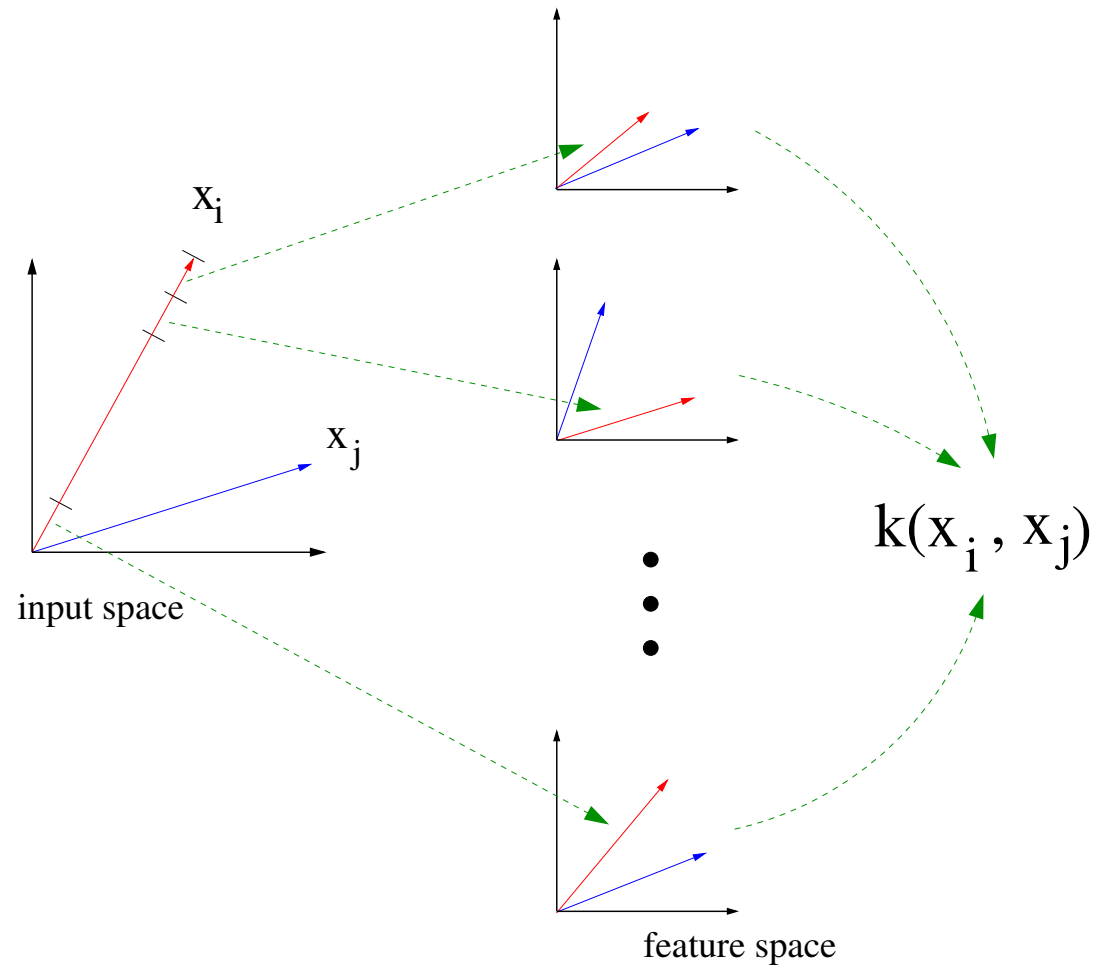 x_i
x_j
input space
k(x_i , x_j)
feature space